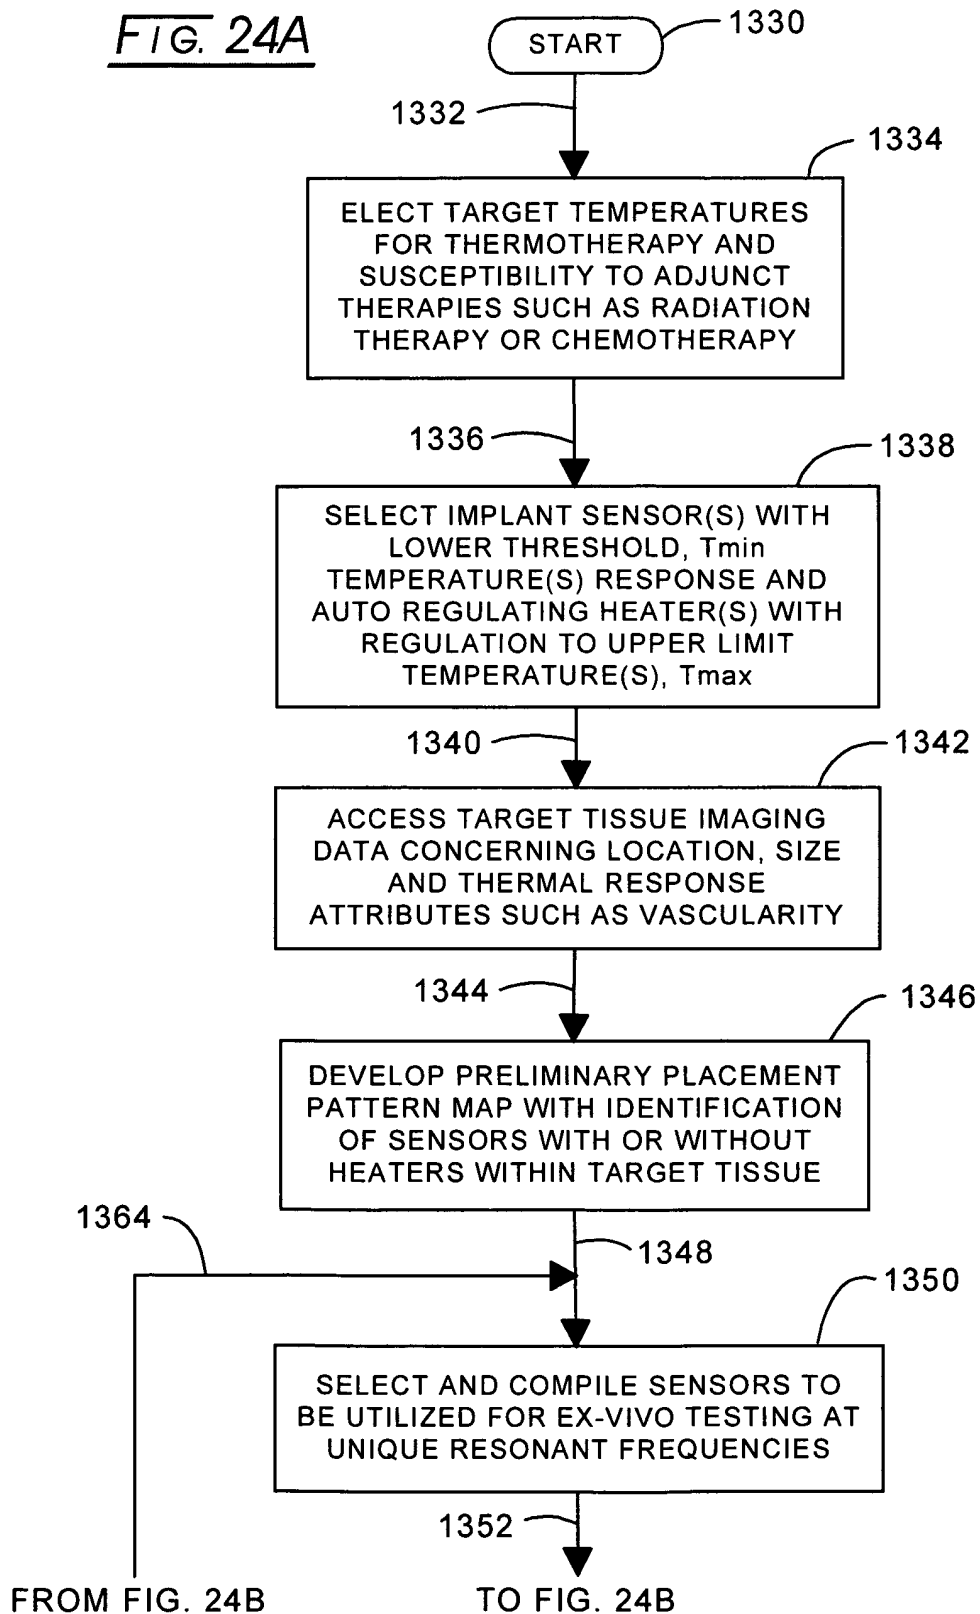 FIG. 24A
START
1330
1332
1334
ELECT TARGET TEMPERATURES
FOR THERMOTHERAPY AND
SUSCEPTIBILITY TO ADJUNCT
THERAPIES SUCH AS RADIATION
THERAPY OR CHEMOTHERAPY
1336
1338
SELECT IMPLANT SENSOR(S) WITH
LOWER THRESHOLD, Tmin
TEMPERATURE(S) RESPONSE AND
AUTO REGULATING HEATER(S) WITH
REGULATION TO UPPER LIMIT
TEMPERATURE(S), Tmax
1340
1342
ACCESS TARGET TISSUE IMAGING
DATA CONCERNING LOCATION, SIZE
AND THERMAL RESPONSE
ATTRIBUTES SUCH AS VASCULARITY
1344
1346
DEVELOP PRELIMINARY PLACEMENT
PATTERN MAP WITH IDENTIFICATION
OF SENSORS WITH OR WITHOUT
HEATERS WITHIN TARGET TISSUE
1364
1348
1350
SELECT AND COMPILE SENSORS TO
BE UTILIZED FOR EX-VIVO TESTING AT
UNIQUE RESONANT FREQUENCIES
1352
FROM FIG. 24B
TO FIG. 24B